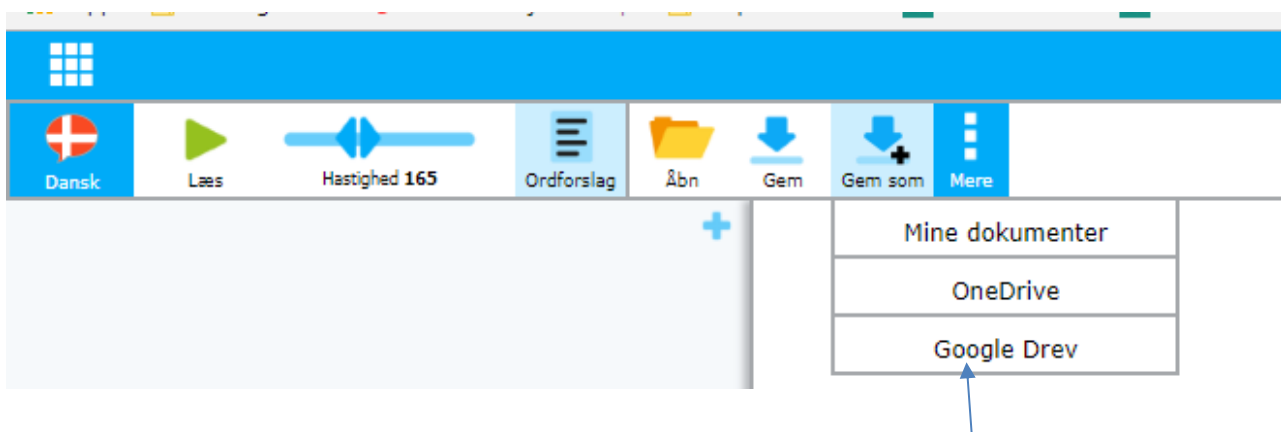 Dansk
Læs
Hastighed 165
Ordforslag
Åbn
Gem
Gem som
Mere
Mine dokumenter
OneDrive
Google Drev